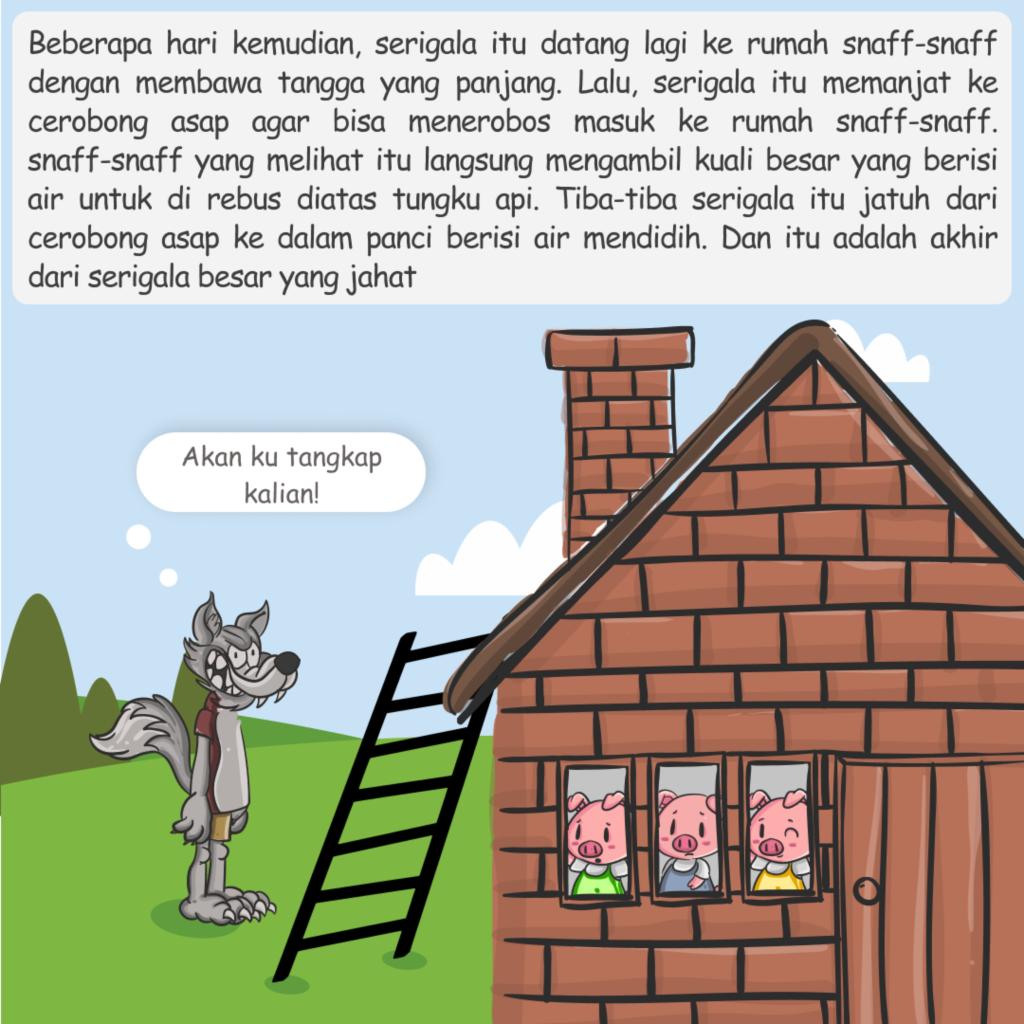 Beberapa hari kemudian, serigala itu datang lagi ke rumah snaff-snaff
dengan membawa tangga yang panjang. Lalu, serigala itu memanjat ke
cerobong asap agar bisa menerobos masuk ke rumah snaff-snaff.
snaff-snaff yang melihat itu langsung mengambil kuali besar yang berisi
air untuk di rebus diatas tungku api. Tiba-tiba serigala itu jatuh dari
cerobong asap ke dalam panci berisi air mendidih. Dan itu adalah akhir
dari serigala besar yang jahat
Akan ku tangkap
kalian!